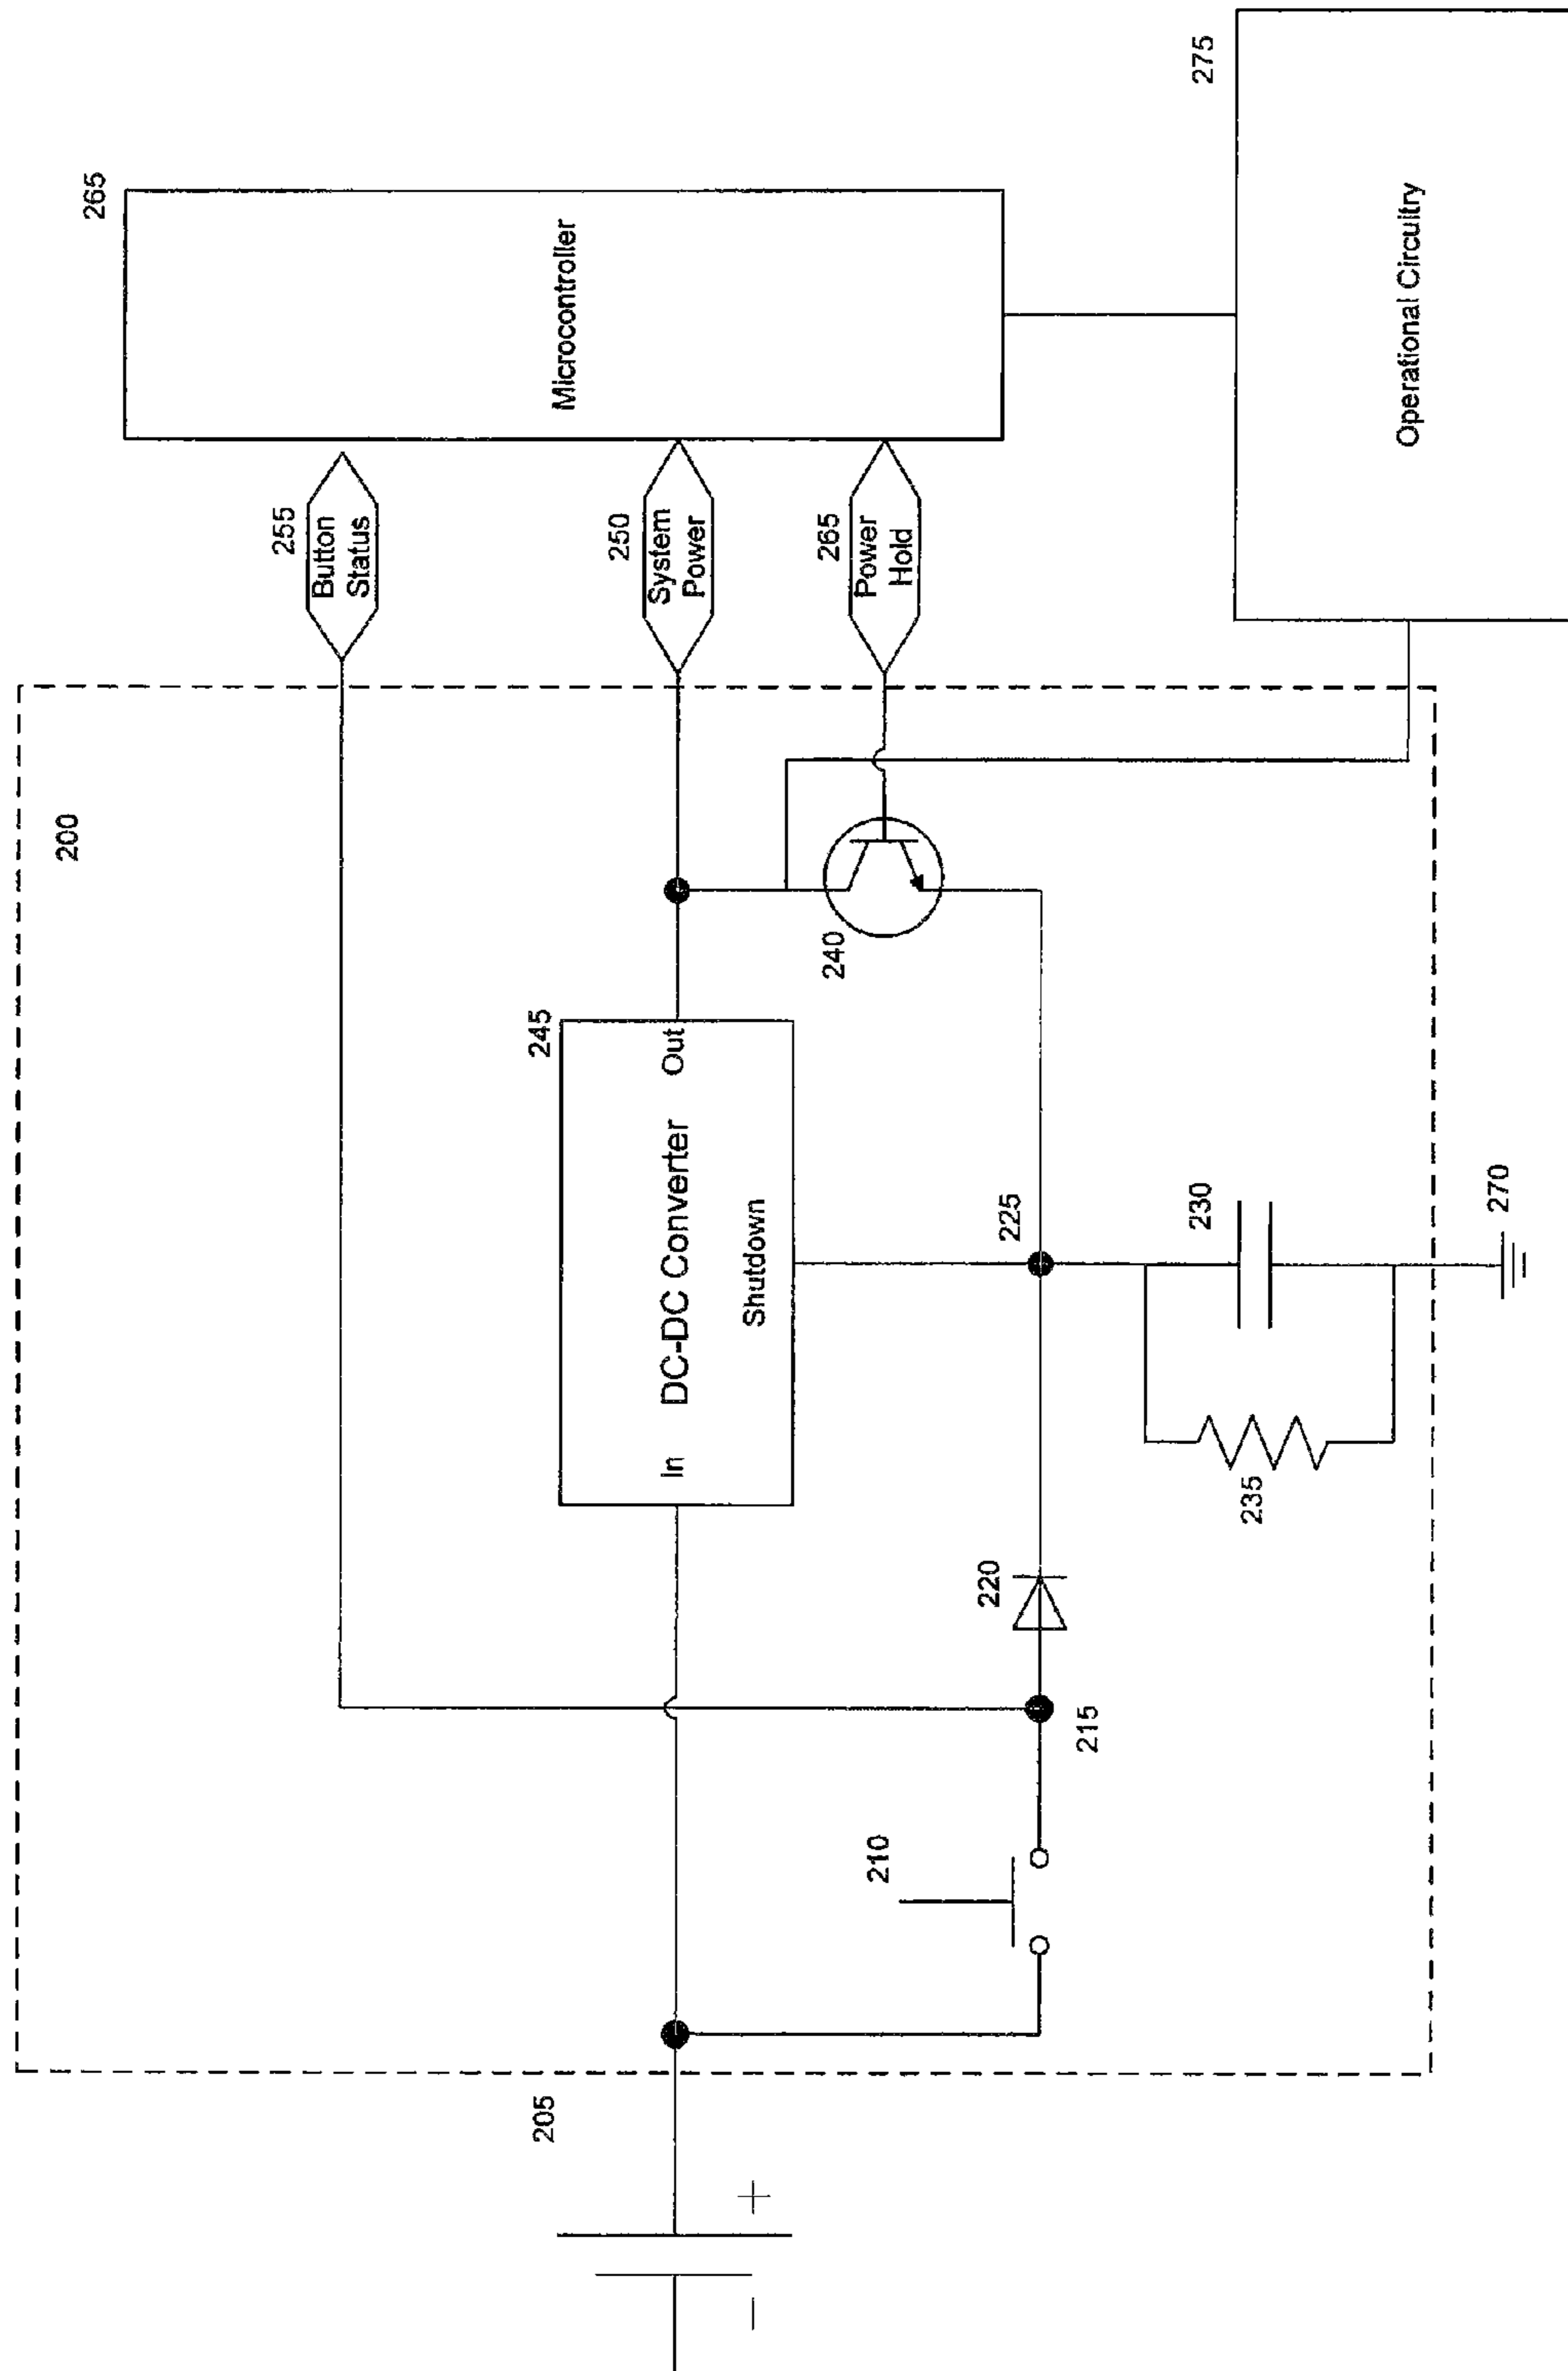 200
265
Microcontroller
275
Operational Circuitry
255
Button
Status
250
System
Power
265
Power
Hold
245
In
DC-DC Converter
Out
Shutdown
240
205
+
−
210
215
220
225
230
235
270